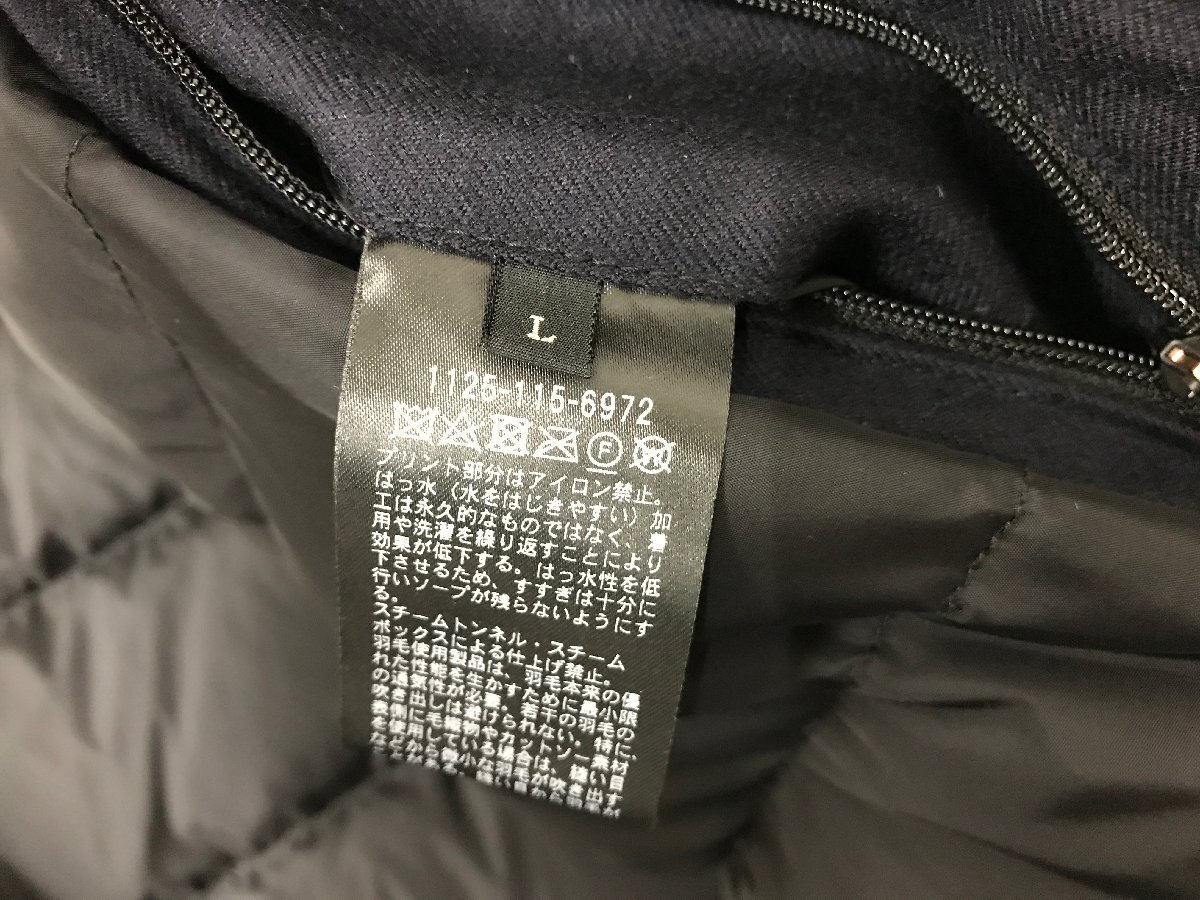 L
1125-115-6972
F
プリント部分はアイロン禁止。
はっ水（水をはじきやすい）加
工は永久的なものではなく、着
用や洗濯を繰り返すことにより
効果が低下する。はっ水性を低
下させるため、すすぎは十分に
行いソープが残らないようにす
る。
スチームトンネル・スチーム
ボックスによる仕上げ禁止。
羽毛使用製品は、羽毛本来の優
れた性能を生かすために最小限
の通気性が必要。若干の羽毛の
吹き出しは避けられない。特に、
表側に毛織物やカットソー素材
を使用している場合は、縫い目
などから微小な羽毛が吹き出す